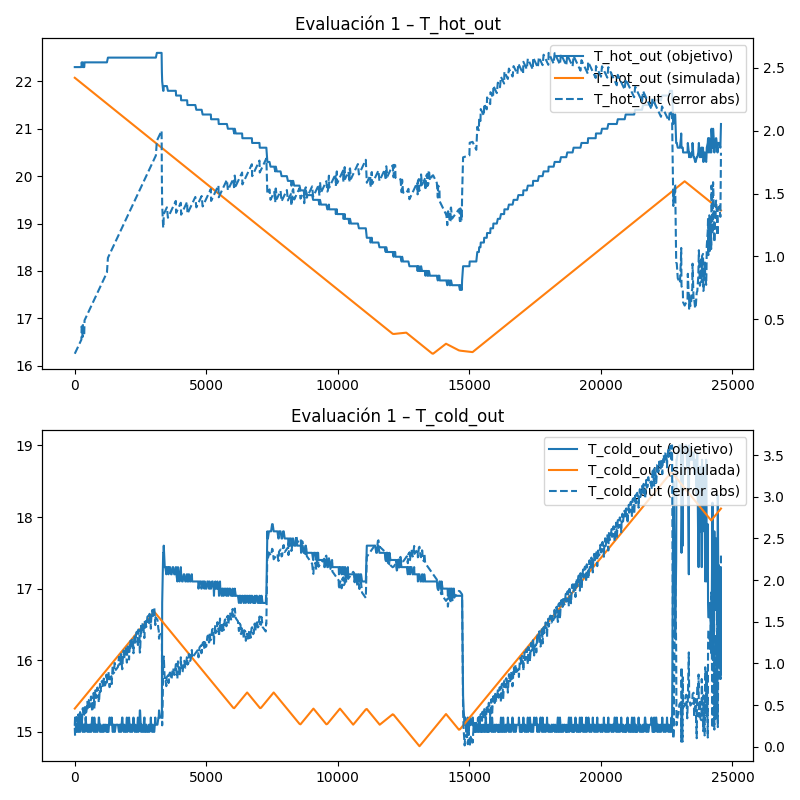 Evaluación 1 – T_hot_out
T_hot_out (objetivo)
T_hot_out (simulada)
T_hot_out (error abs)
22
21
20
19
18
17
16
2.5
2.0
1.5
1.0
0.5
0 5000 10000 15000 20000 25000
Evaluación 1 – T_cold_out
T_cold_out (objetivo)
T_cold_out (simulada)
T_cold_out (error abs)
19
18
17
16
15
3.5
3.0
2.5
2.0
1.5
1.0
0.5
0.0
0 5000 10000 15000 20000 25000